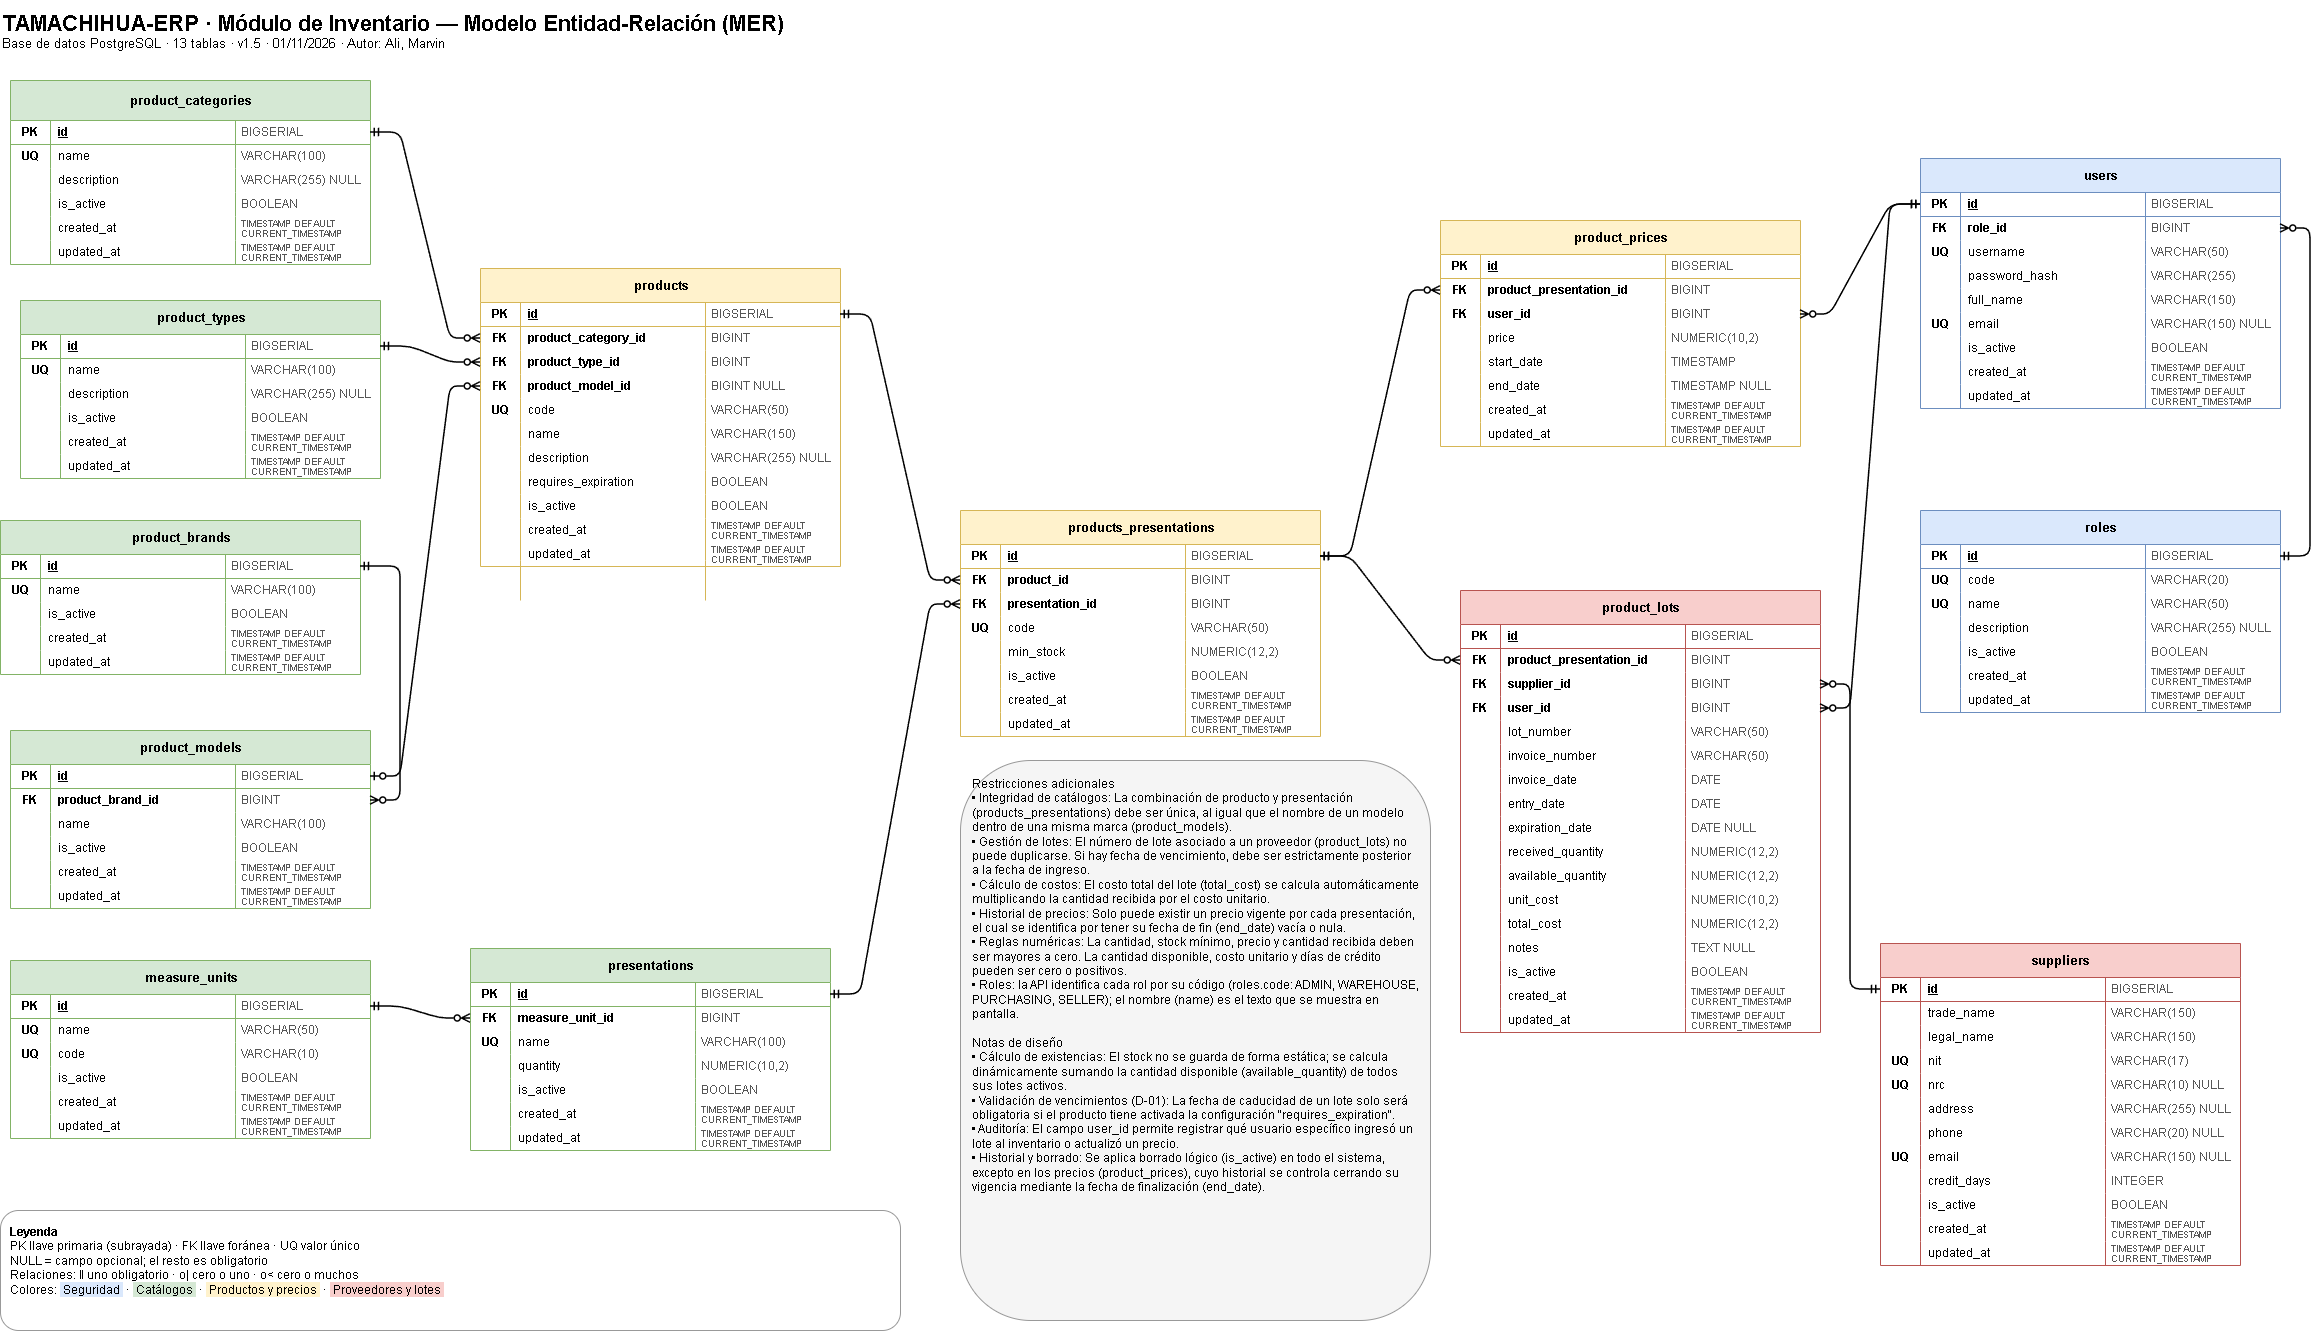 TAMACHIHUA-ERP · Módulo de Inventario — Modelo Entidad-Relación (MER)
Base de datos PostgreSQL · 13 tablas · v1.5 · 01/11/2026 · Autor: Ali, Marvin
product_categories
PK id BIGSERIAL
UQ name VARCHAR(100)
description VARCHAR(255) NULL
is_active BOOLEAN
created_at TIMESTAMP DEFAULT CURRENT_TIMESTAMP
updated_at TIMESTAMP DEFAULT CURRENT_TIMESTAMP
product_types
PK id BIGSERIAL
UQ name VARCHAR(100)
description VARCHAR(255) NULL
is_active BOOLEAN
created_at TIMESTAMP DEFAULT CURRENT_TIMESTAMP
updated_at TIMESTAMP DEFAULT CURRENT_TIMESTAMP
product_brands
PK id BIGSERIAL
UQ name VARCHAR(100)
is_active BOOLEAN
created_at TIMESTAMP DEFAULT CURRENT_TIMESTAMP
updated_at TIMESTAMP DEFAULT CURRENT_TIMESTAMP
product_models
PK id BIGSERIAL
FK product_brand_id BIGINT
name VARCHAR(100)
is_active BOOLEAN
created_at TIMESTAMP DEFAULT CURRENT_TIMESTAMP
updated_at TIMESTAMP DEFAULT CURRENT_TIMESTAMP
measure_units
PK id BIGSERIAL
UQ name VARCHAR(50)
UQ code VARCHAR(10)
is_active BOOLEAN
created_at TIMESTAMP DEFAULT CURRENT_TIMESTAMP
updated_at TIMESTAMP DEFAULT CURRENT_TIMESTAMP
products
PK id BIGSERIAL
FK product_category_id BIGINT
FK product_type_id BIGINT
FK product_model_id BIGINT NULL
UQ code VARCHAR(50)
name VARCHAR(150)
description VARCHAR(255) NULL
requires_expiration BOOLEAN
is_active BOOLEAN
created_at TIMESTAMP DEFAULT CURRENT_TIMESTAMP
updated_at TIMESTAMP DEFAULT CURRENT_TIMESTAMP
presentations
PK id BIGSERIAL
FK measure_unit_id BIGINT
UQ name VARCHAR(100)
quantity NUMERIC(10,2)
is_active BOOLEAN
created_at TIMESTAMP DEFAULT CURRENT_TIMESTAMP
updated_at TIMESTAMP DEFAULT CURRENT_TIMESTAMP
products_presentations
PK id BIGSERIAL
FK product_id BIGINT
FK presentation_id BIGINT
UQ code VARCHAR(50)
min_stock NUMERIC(12,2)
is_active BOOLEAN
created_at TIMESTAMP DEFAULT CURRENT_TIMESTAMP
updated_at TIMESTAMP DEFAULT CURRENT_TIMESTAMP
product_prices
PK id BIGSERIAL
FK product_presentation_id BIGINT
FK user_id BIGINT
price NUMERIC(10,2)
start_date TIMESTAMP
end_date TIMESTAMP NULL
created_at TIMESTAMP DEFAULT CURRENT_TIMESTAMP
updated_at TIMESTAMP DEFAULT CURRENT_TIMESTAMP
product_lots
PK id BIGSERIAL
FK product_presentation_id BIGINT
FK supplier_id BIGINT
FK user_id BIGINT
lot_number VARCHAR(50)
invoice_number VARCHAR(50)
invoice_date DATE
entry_date DATE
expiration_date DATE NULL
received_quantity NUMERIC(12,2)
available_quantity NUMERIC(12,2)
unit_cost NUMERIC(10,2)
total_cost NUMERIC(12,2)
notes TEXT NULL
is_active BOOLEAN
created_at TIMESTAMP DEFAULT CURRENT_TIMESTAMP
updated_at TIMESTAMP DEFAULT CURRENT_TIMESTAMP
users
PK id BIGSERIAL
FK role_id BIGINT
UQ username VARCHAR(50)
password_hash VARCHAR(255)
full_name VARCHAR(150)
UQ email VARCHAR(150) NULL
is_active BOOLEAN
created_at TIMESTAMP DEFAULT CURRENT_TIMESTAMP
updated_at TIMESTAMP DEFAULT CURRENT_TIMESTAMP
roles
PK id BIGSERIAL
UQ code VARCHAR(20)
UQ name VARCHAR(50)
description VARCHAR(255) NULL
is_active BOOLEAN
created_at TIMESTAMP DEFAULT CURRENT_TIMESTAMP
updated_at TIMESTAMP DEFAULT CURRENT_TIMESTAMP
suppliers
PK id BIGSERIAL
trade_name VARCHAR(150)
legal_name VARCHAR(150)
UQ nit VARCHAR(17)
UQ nrc VARCHAR(10) NULL
address VARCHAR(255) NULL
phone VARCHAR(20) NULL
UQ email VARCHAR(150) NULL
credit_days INTEGER
is_active BOOLEAN
created_at TIMESTAMP DEFAULT CURRENT_TIMESTAMP
updated_at TIMESTAMP DEFAULT CURRENT_TIMESTAMP
Restricciones adicionales
• Integridad de catálogos: La combinación de producto y presentación
(products_presentations) debe ser única, al igual que el nombre de un modelo
dentro de una misma marca (product_models).
• Gestión de lotes: El número de lote asociado a un proveedor (product_lots) no
puede duplicarse. Si hay fecha de vencimiento, debe ser estrictamente posterior
a la fecha de ingreso.
• Cálculo de costos: El costo total del lote (total_cost) se calcula automáticamente
multiplicando la cantidad recibida por el costo unitario.
• Historial de precios: Solo puede existir un precio vigente por cada presentación,
el cual se identifica por tener su fecha de fin (end_date) vacía o nula.
• Reglas numéricas: La cantidad, stock mínimo, precio y cantidad recibida deben
ser mayores a cero. La cantidad disponible, costo unitario y días de crédito
pueden ser cero o positivos.
• Roles: la API identifica cada rol por su código (roles.code: ADMIN, WAREHOUSE,
PURCHASING, SELLER); el nombre (name) es el texto que se muestra en
pantalla.
Notas de diseño
• Cálculo de existencias: El stock no se guarda de forma estática; se calcula
dinámicamente sumando la cantidad disponible (available_quantity) de todos
sus lotes activos.
• Validación de vencimientos (D-01): La fecha de caducidad de un lote solo será
obligatoria si el producto tiene activada la configuración "requires_expiration".
• Auditoría: El campo user_id permite registrar qué usuario específico ingresó un
lote al inventario o actualizó un precio.
• Historial y borrado: Se aplica borrado lógico (is_active) en todo el sistema,
excepto en los precios (product_prices), cuyo historial se controla cerrando su
vigencia mediante la fecha de finalización (end_date).
Leyenda
PK llave primaria (subrayada) · FK llave foránea · UQ valor único
NULL = campo opcional; el resto es obligatorio
Relaciones: || uno obligatorio · o| cero o uno · o< cero o muchos
Colores: Seguridad · Catálogos · Productos y precios · Proveedores y lotes